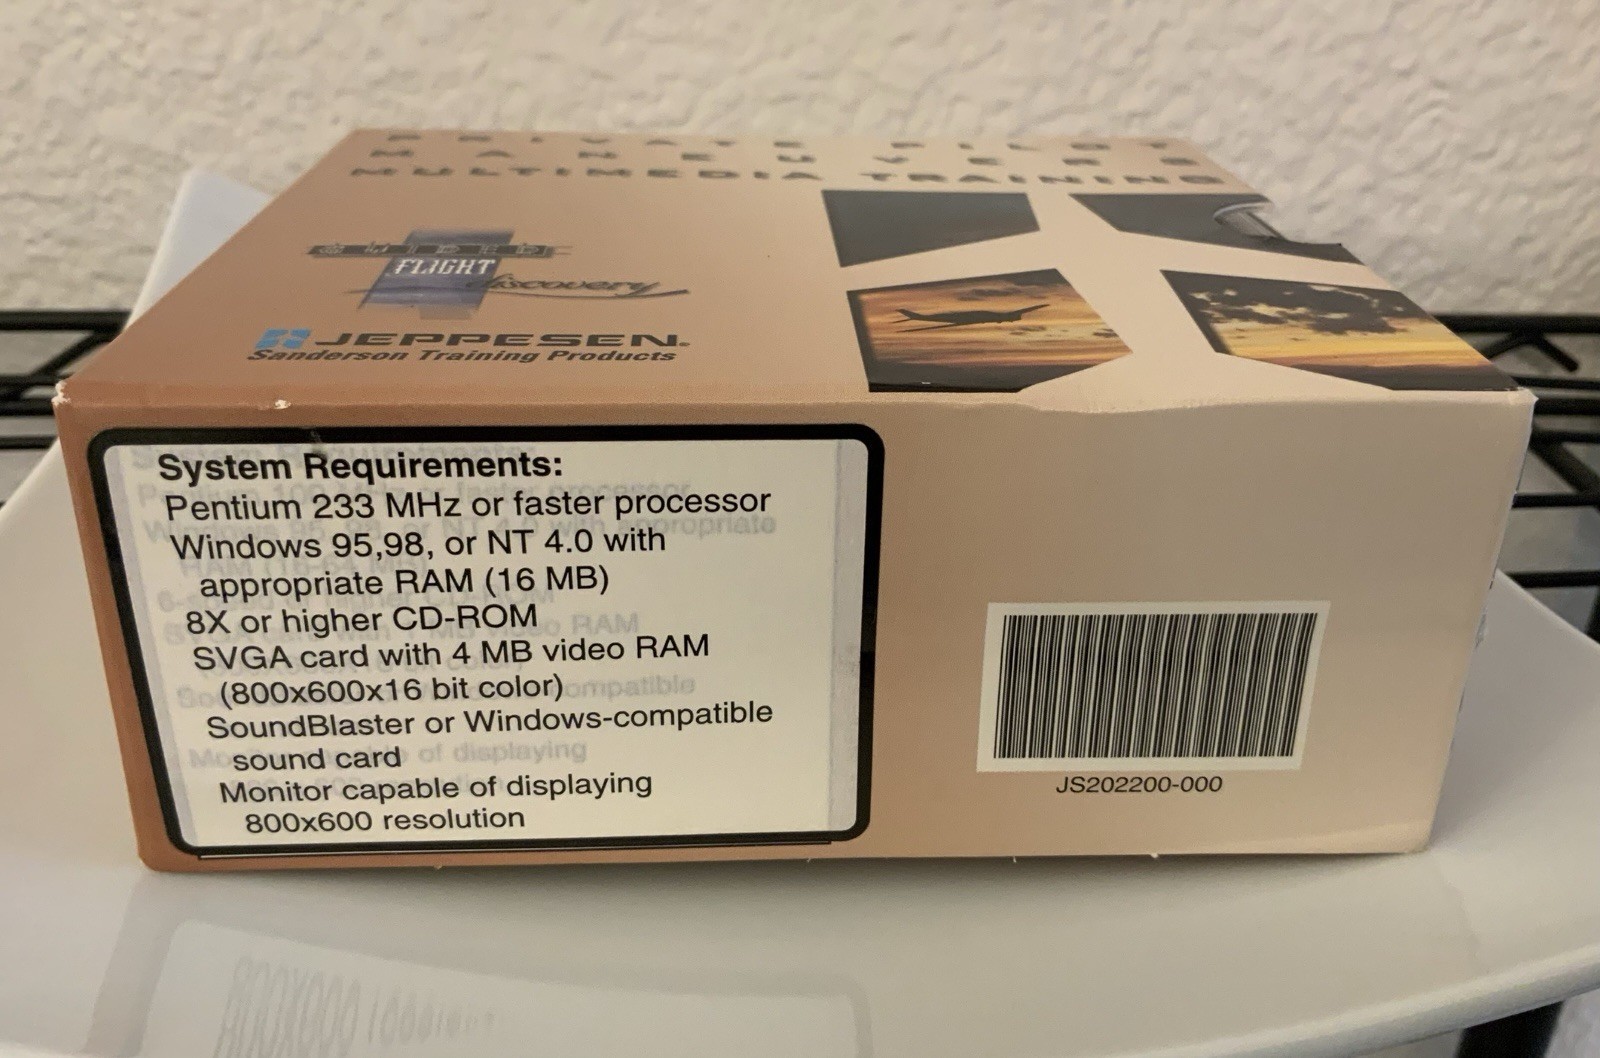 PRIVATE PILOT
MANEUVERS
MULTIMEDIA TRAINING
GUIDED
FLIGHT
discovery
JEPPESEN®
Sanderson Training Products
System Requirements:
Pentium 233 MHz or faster processor
Windows 95,98, or NT 4.0 with
appropriate RAM (16 MB)
8X or higher CD-ROM
SVGA card with 4 MB video RAM
(800x600x16 bit color)
SoundBlaster or Windows-compatible
sound card
Monitor capable of displaying
800x600 resolution
JS202200-000